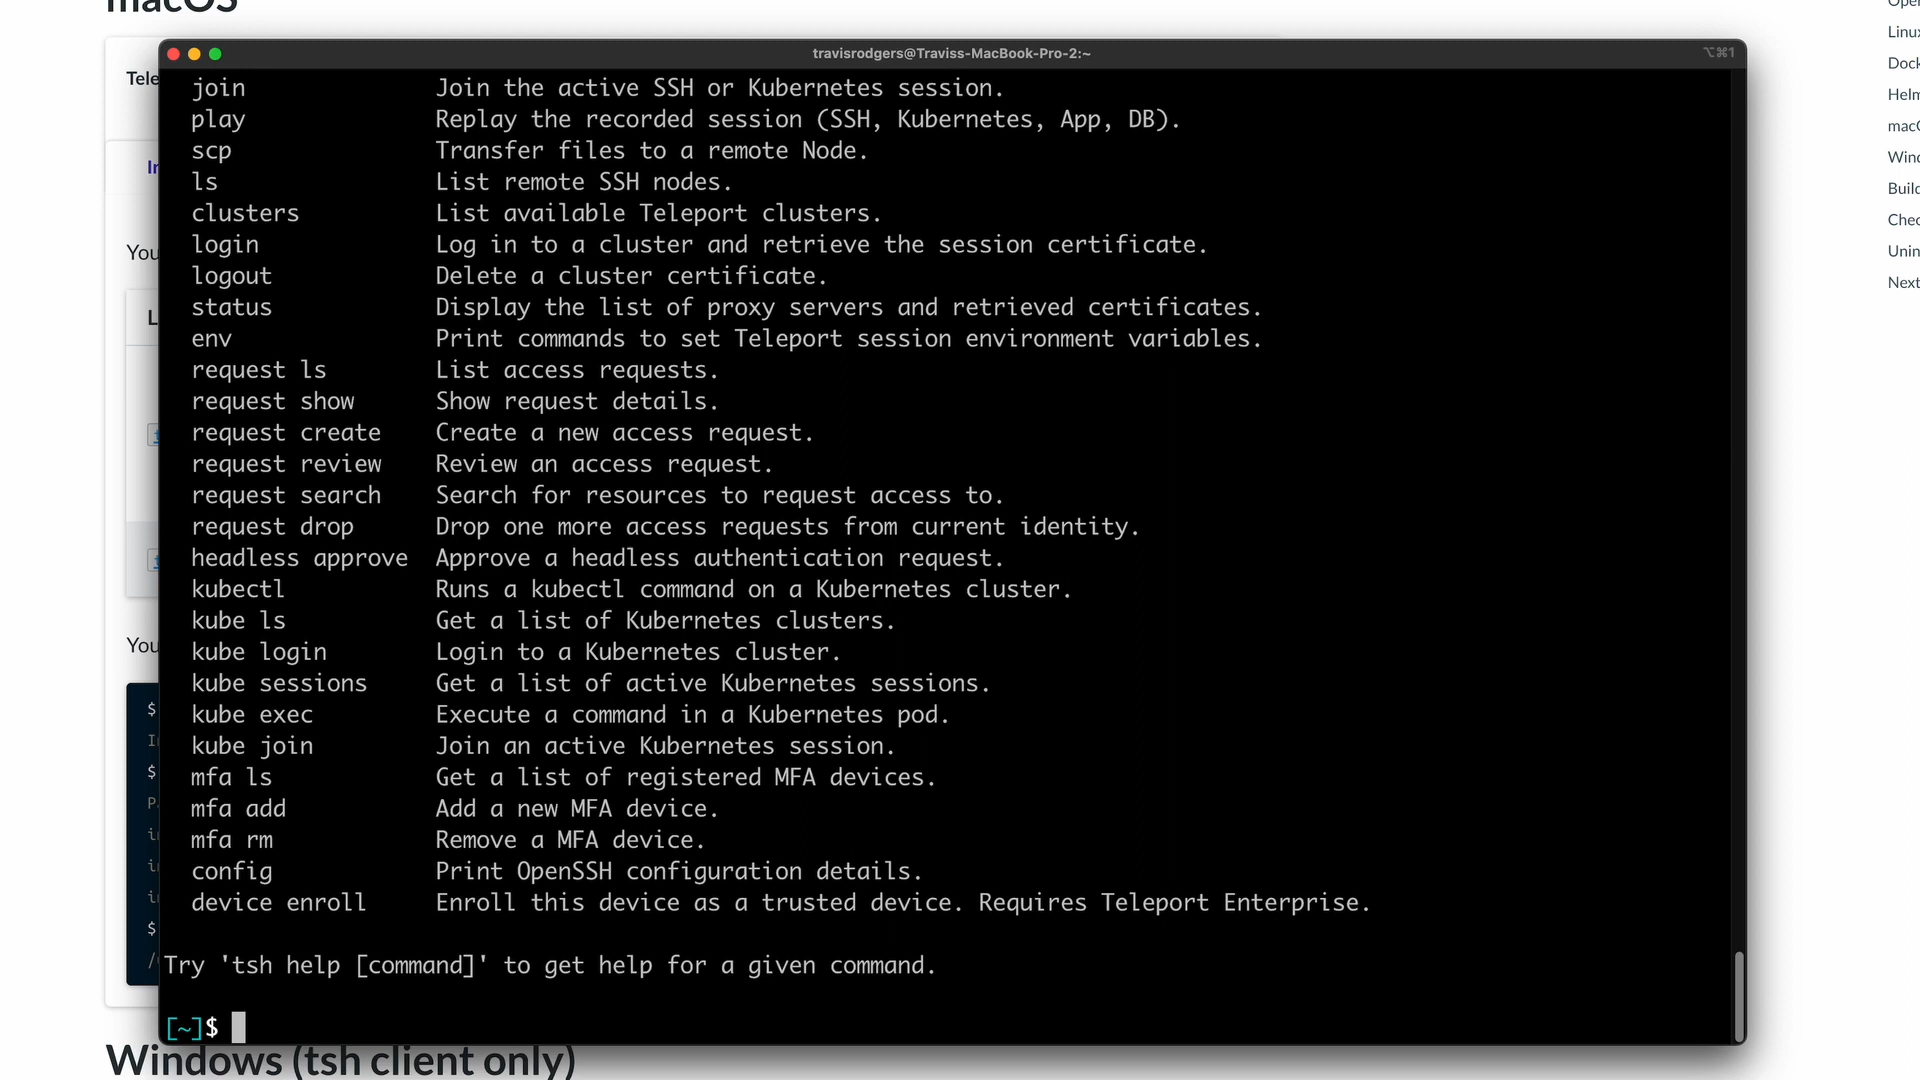 macOS
travisrodgers@Traviss-MacBook-Pro-2:~
⌥⌘1
join Join the active SSH or Kubernetes session.
play Replay the recorded session (SSH, Kubernetes, App, DB).
scp Transfer files to a remote Node.
ls List remote SSH nodes.
clusters List available Teleport clusters.
login Log in to a cluster and retrieve the session certificate.
logout Delete a cluster certificate.
status Display the list of proxy servers and retrieved certificates.
env Print commands to set Teleport session environment variables.
request ls List access requests.
request show Show request details.
request create Create a new access request.
request review Review an access request.
request search Search for resources to request access to.
request drop Drop one more access requests from current identity.
headless approve Approve a headless authentication request.
kubectl Runs a kubectl command on a Kubernetes cluster.
kube ls Get a list of Kubernetes clusters.
kube login Login to a Kubernetes cluster.
kube sessions Get a list of active Kubernetes sessions.
kube exec Execute a command in a Kubernetes pod.
kube join Join an active Kubernetes session.
mfa ls Get a list of registered MFA devices.
mfa add Add a new MFA device.
mfa rm Remove a MFA device.
config Print OpenSSH configuration details.
device enroll Enroll this device as a trusted device. Requires Teleport Enterprise.
Try 'tsh help [command]' to get help for a given command.
[~]$
Tele
You
You
$
$
$
Windows (tsh client only)
Linux
Next